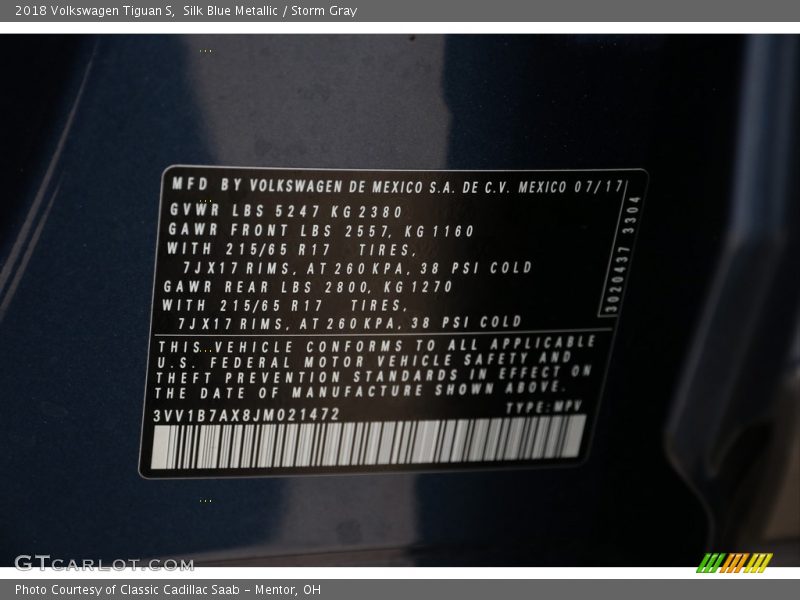 2018 Volkswagen Tiguan S,  Silk Blue Metallic / Storm Gray
MFD BY VOLKSWAGEN DE MEXICO S.A. DE C.V. MEXICO 07/17
GVWR LBS 5247 KG 2380
GAWR FRONT LBS 2557, KG 1160
WITH 215/65 R17 TIRES,
7JX17 RIMS, AT 260 KPA, 38 PSI COLD
GAWR REAR LBS 2800, KG 1270
WITH 215/65 R17 TIRES,
7JX17 RIMS, AT 260 KPA, 38 PSI COLD
3020437 3304
THIS VEHICLE CONFORMS TO ALL APPLICABLE
U.S. FEDERAL MOTOR VEHICLE SAFETY AND
THEFT PREVENTION STANDARDS IN EFFECT ON
THE DATE OF MANUFACTURE SHOWN ABOVE.
3VV1B7AX8JM021472 TYPE: MPV
GTCARLOT.COM
Photo Courtesy of Classic Cadillac Saab - Mentor, OH